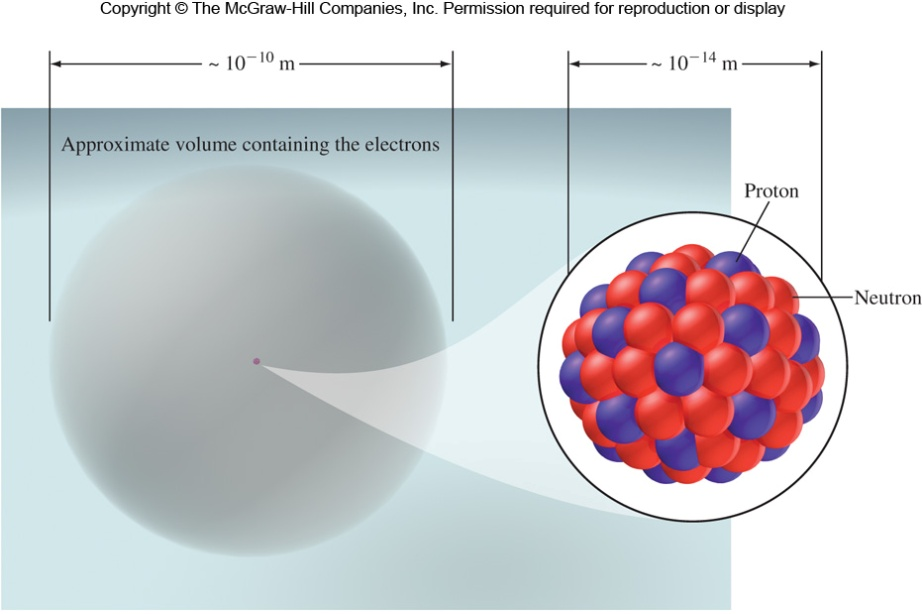 Copyright © The McGraw-Hill Companies, Inc. Permission required for reproduction or display
~ 10⁻¹⁰ m
~ 10⁻¹⁴ m
Approximate volume containing the electrons
Proton
Neutron